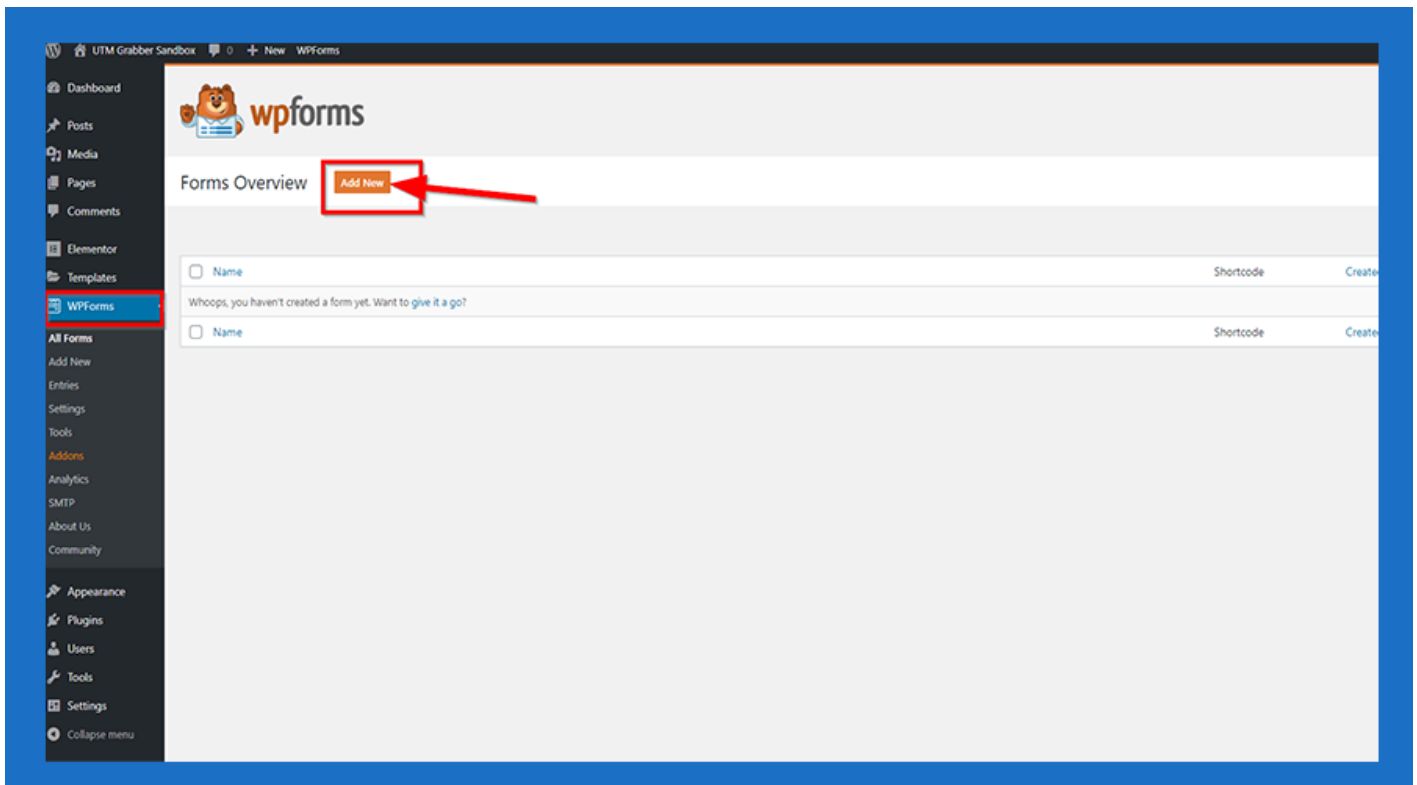 UTM Grabber Sandbox 0 + New WPForms
Dashboard
Posts
Media
Pages
Comments
Elementor
Templates
WPForms
All Forms
Add New
Entries
Settings
Tools
Addons
Analytics
SMTP
About Us
Community
Appearance
Plugins
Users
Tools
Settings
Collapse menu
wpforms
Forms Overview Add New
Name Shortcode Create
Whoops, you haven't created a form yet. Want to give it a go?
Name Shortcode Create